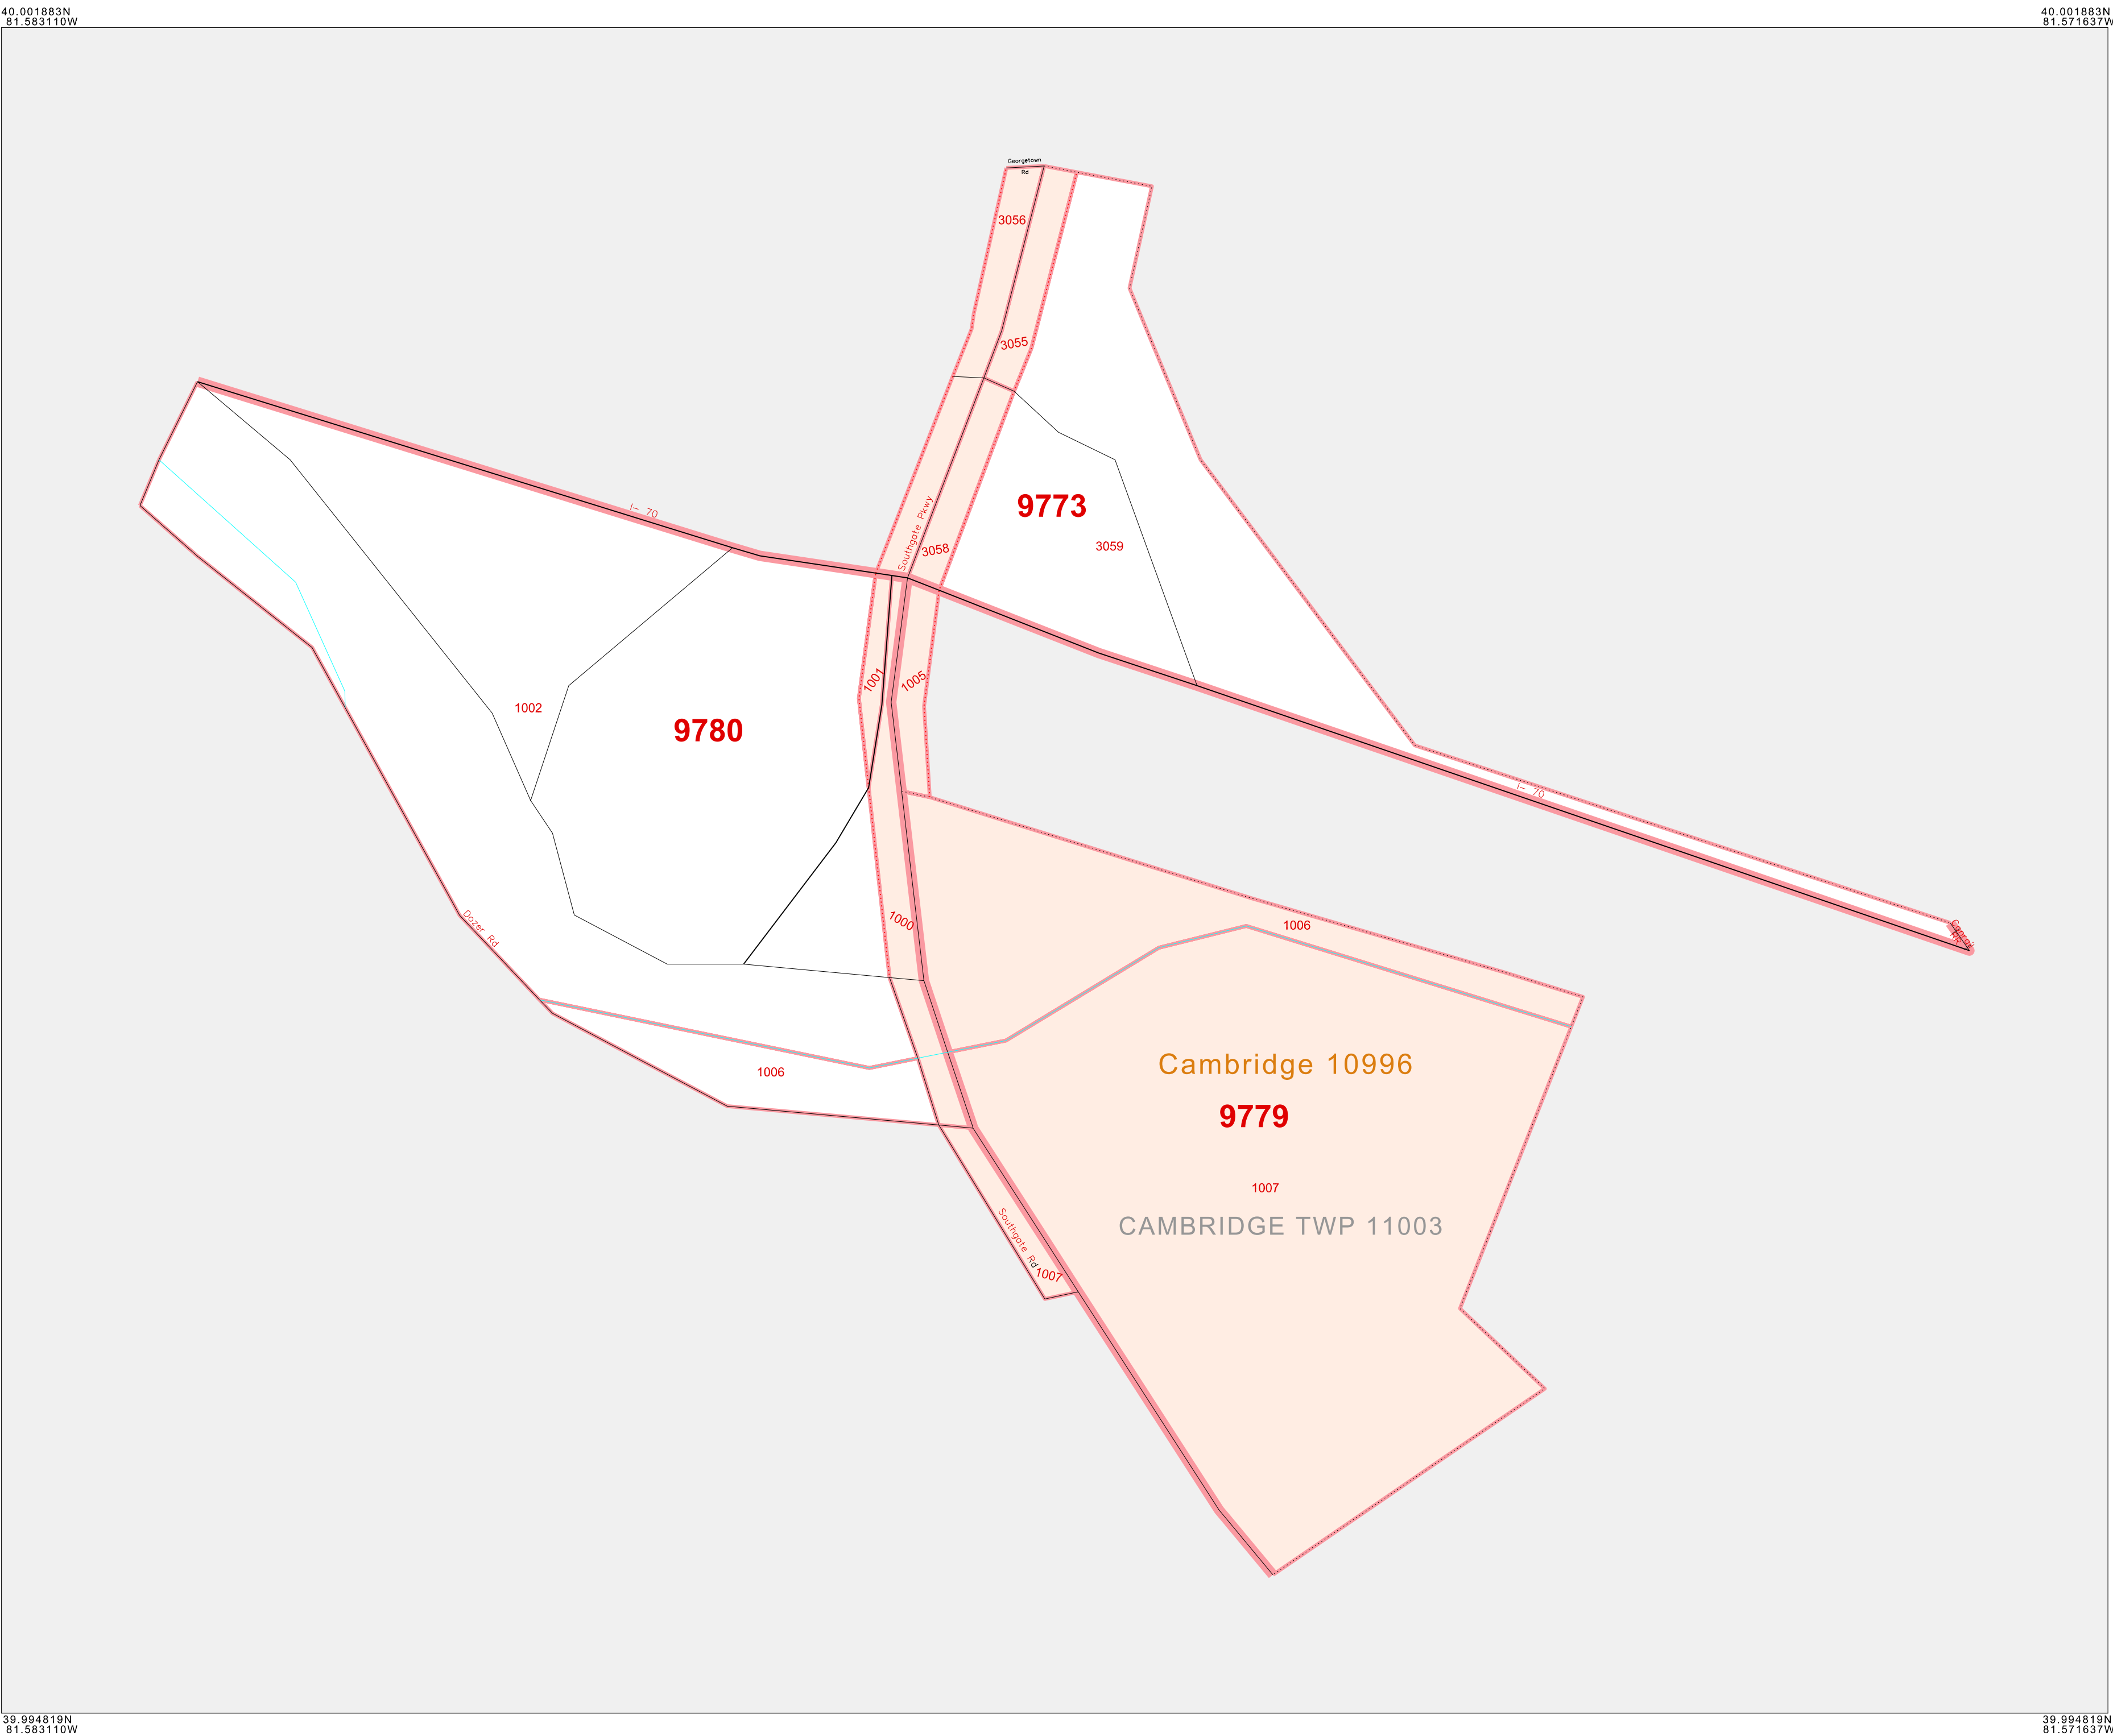 40.001883N
81.583110W
40.001883N
81.571637W
Georgetown
Rd
3056
3055
I- 70
Southgate Pkwy
9773
3058
3059
1001
1005
1002
9780
I- 70
Dozer Rd
1000
1006
RR
1006
Cambridge 10996
9779
1007
CAMBRIDGE TWP 11003
Southgate Rd
1007
39.994819N
81.583110W
39.994819N
81.571637W